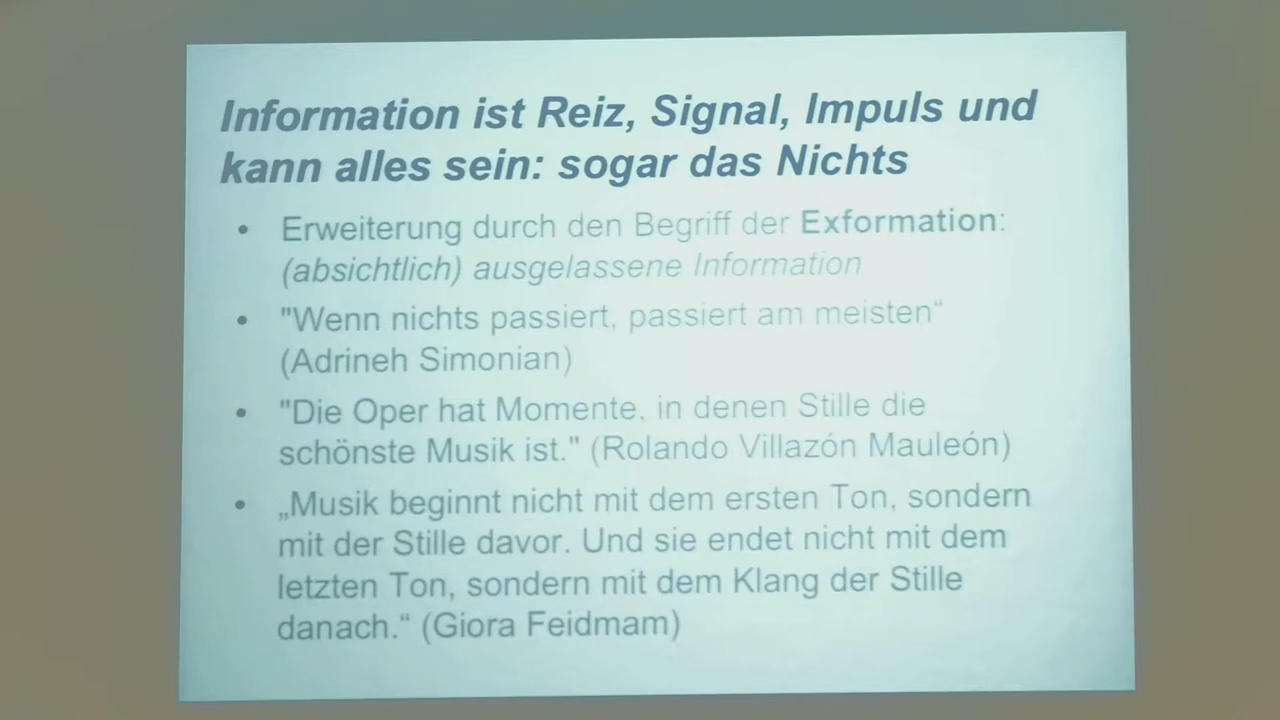 Information ist Reiz, Signal, Impuls und
kann alles sein: sogar das Nichts
• Erweiterung durch den Begriff der Exformation:
(absichtlich) ausgelassene Information
• "Wenn nichts passiert, passiert am meisten“
(Adrineh Simonian)
• "Die Oper hat Momente, in denen Stille die
schönste Musik ist." (Rolando Villazón Mauleón)
• „Musik beginnt nicht mit dem ersten Ton, sondern
mit der Stille davor. Und sie endet nicht mit dem
letzten Ton, sondern mit dem Klang der Stille
danach.“ (Giora Feidmam)